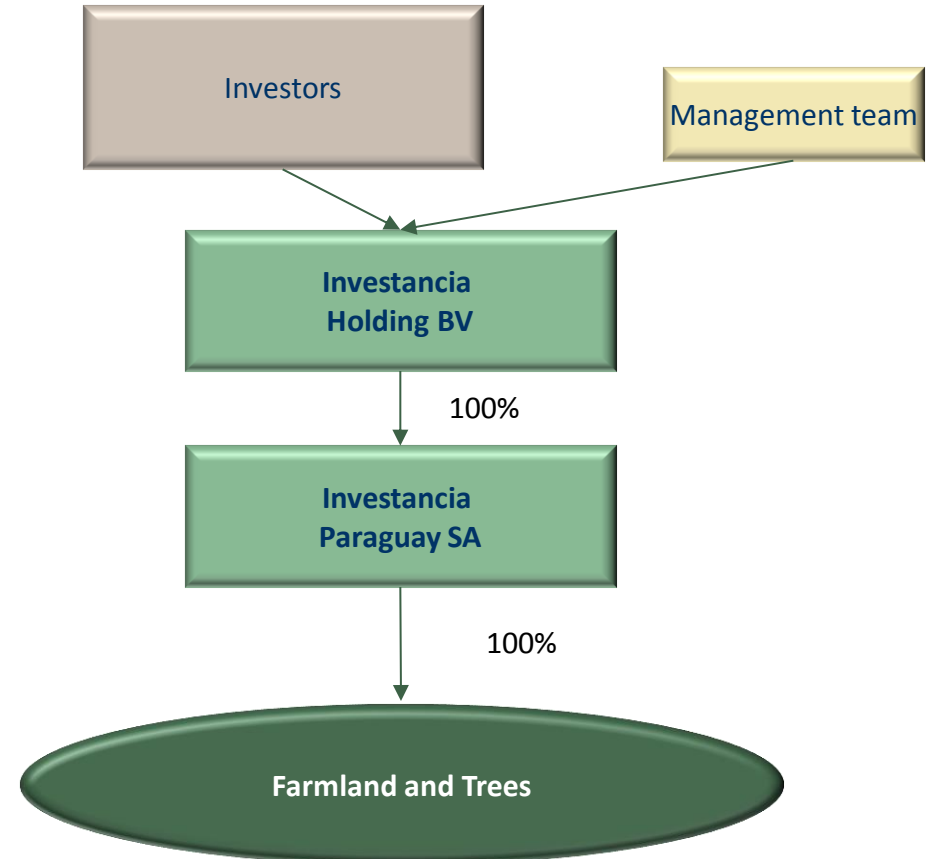 Investors
Management team
Investancia
Holding BV
100%
Investancia
Paraguay SA
100%
Farmland and Trees